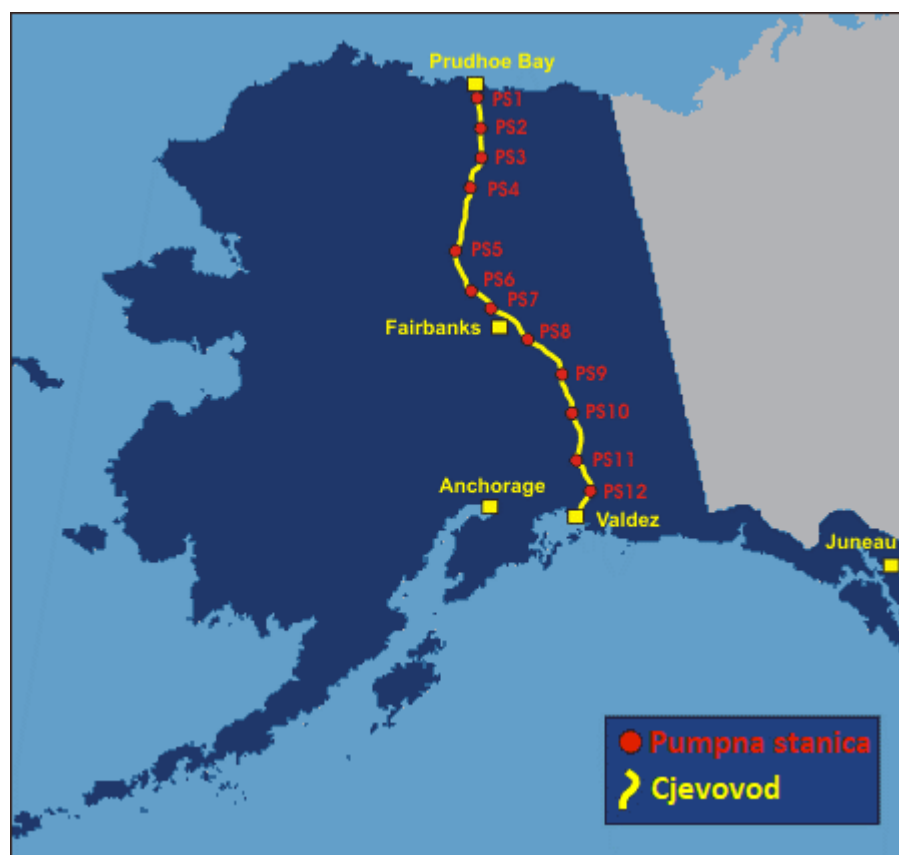 Prudhoe Bay
PS1
PS2
PS3
PS4
PS5
PS6
PS7
Fairbanks
PS8
PS9
PS10
PS11
Anchorage
PS12
Valdez
Juneau
Pumpna stanica
Cjevovod